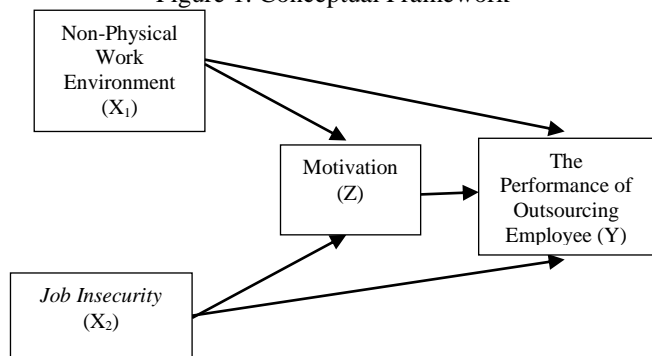 Figure 1. Conceptual Framework
Non-Physical
Work
Environment
(X₁)
Motivation
(Z)
The
Performance of
Outsourcing
Employee (Y)
Job Insecurity
(X₂)